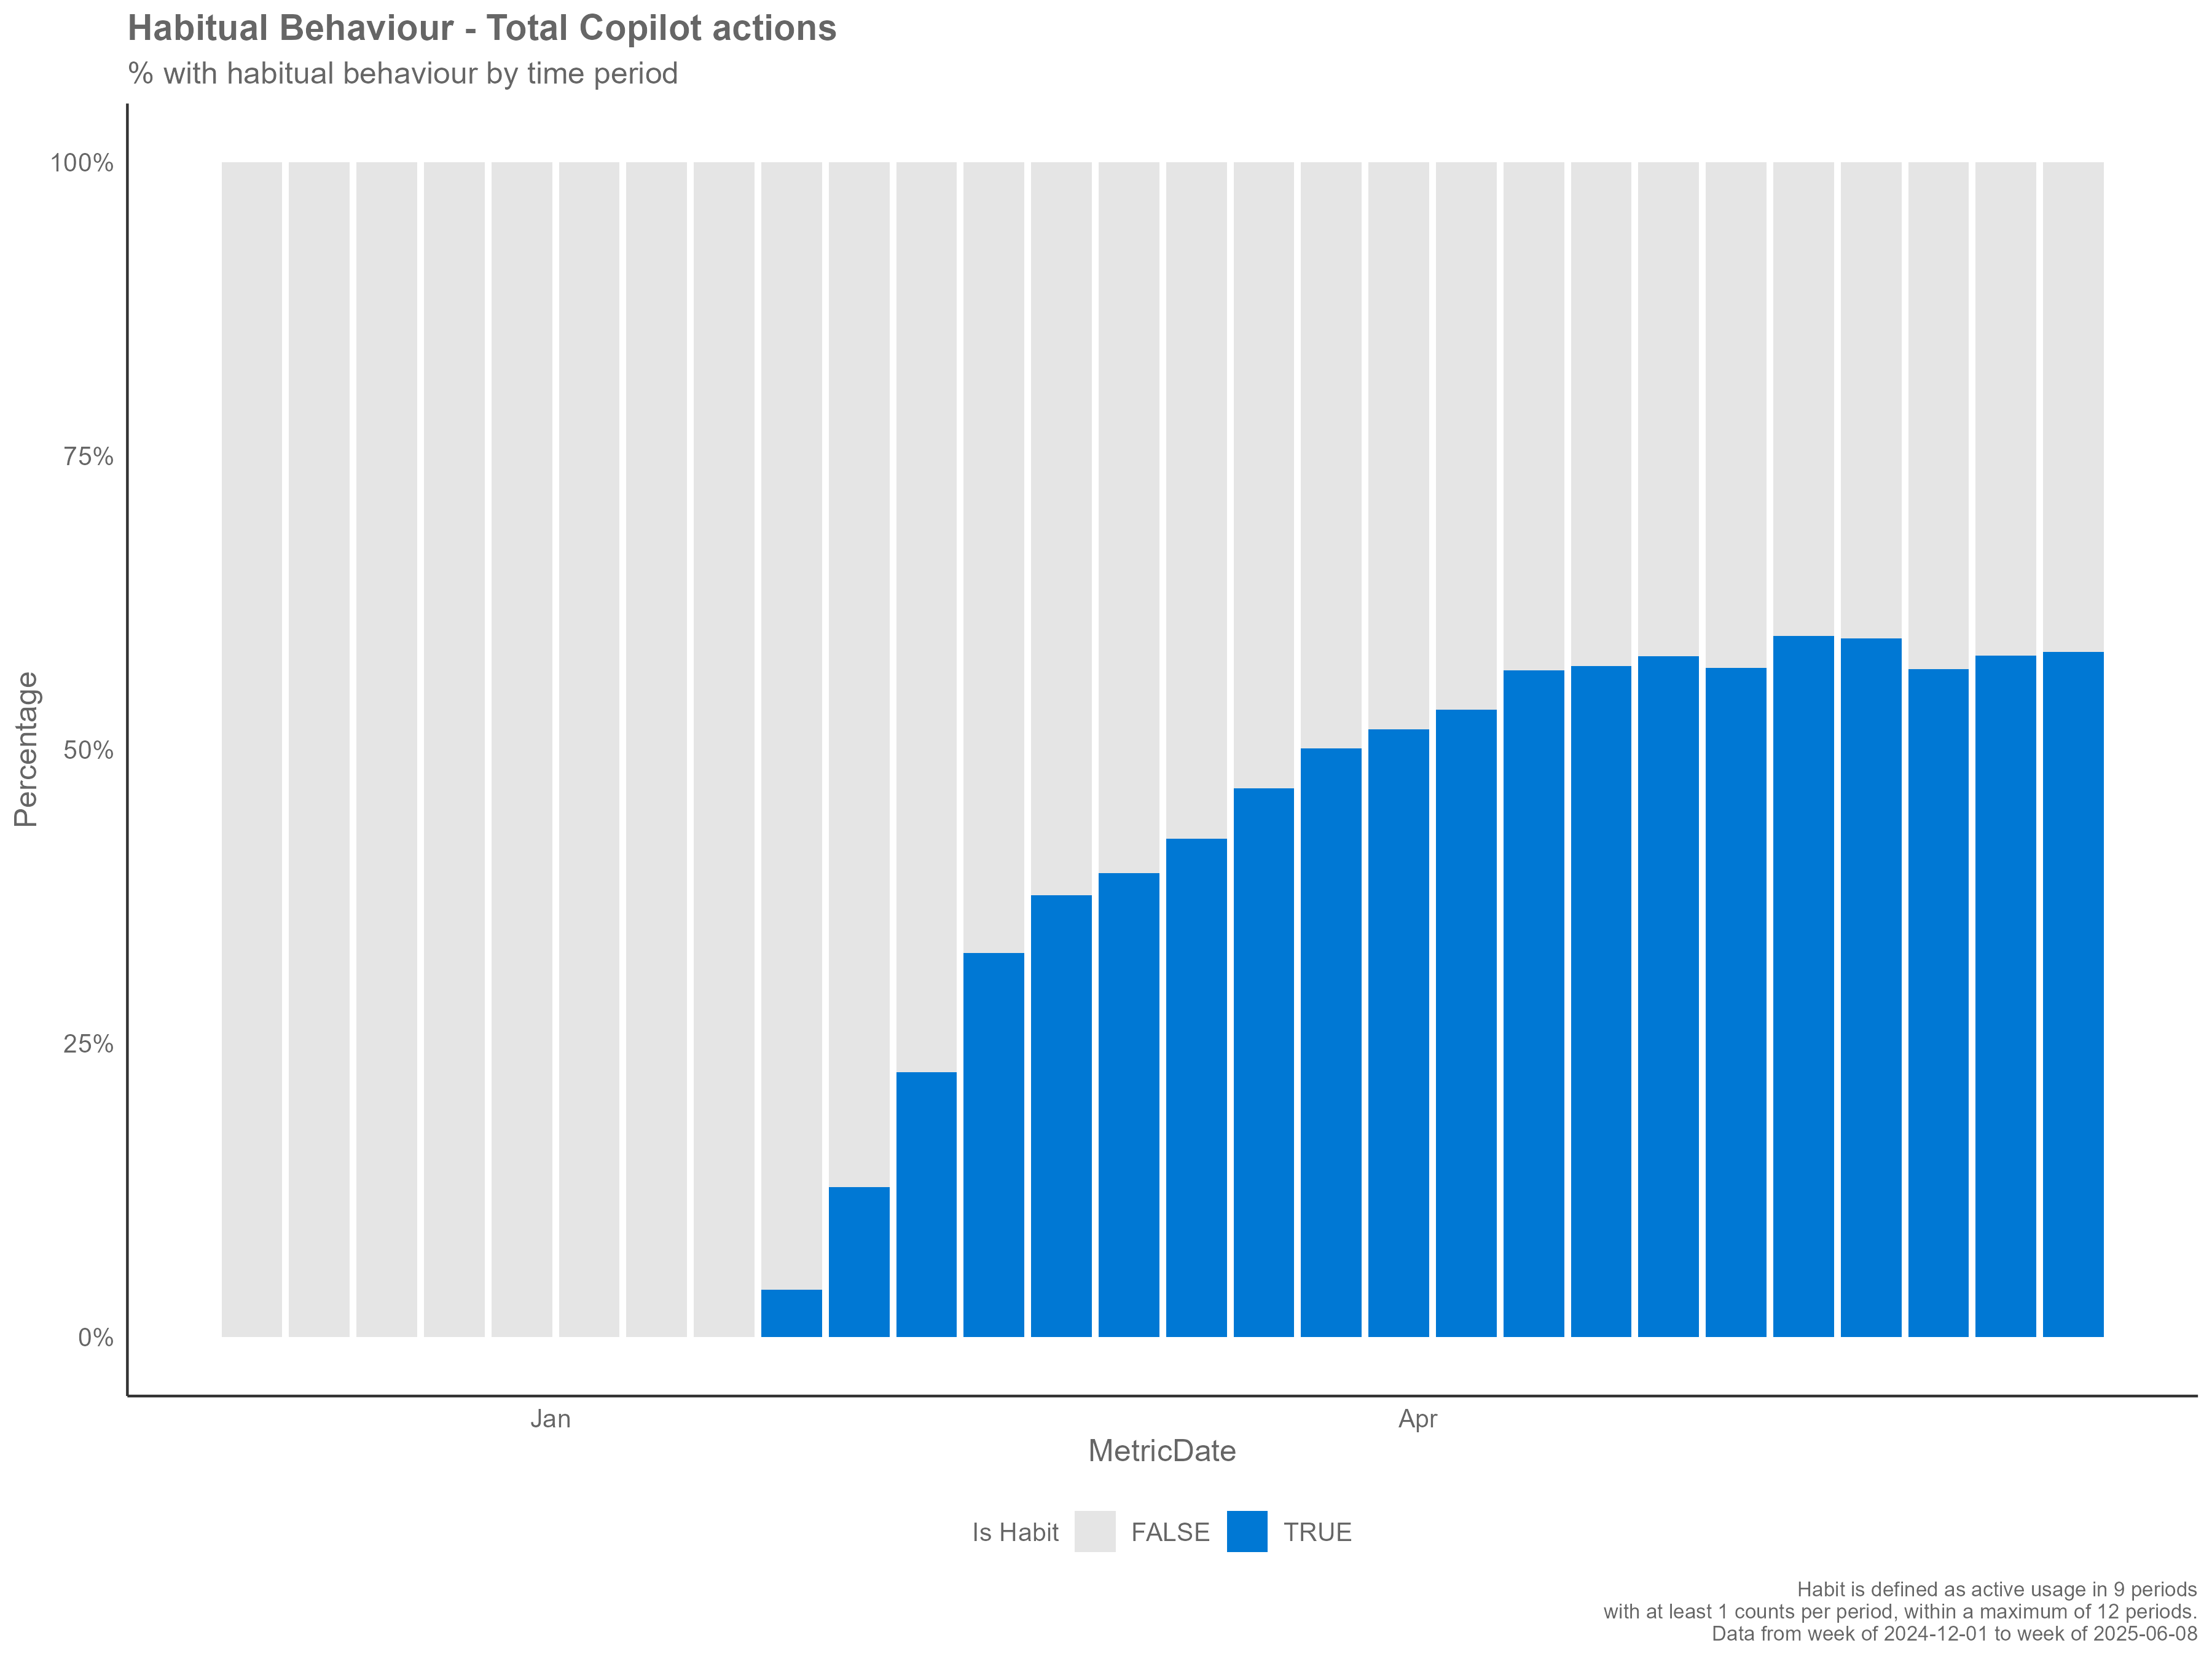 Habitual Behaviour - Total Copilot actions
% with habitual behaviour by time period
100%
75%
50%
25%
0%
Percentage
Jan
Apr
MetricDate
Is Habit FALSE TRUE
Habit is defined as active usage in 9 periods
with at least 1 counts per period, within a maximum of 12 periods.
Data from week of 2024-12-01 to week of 2025-06-08